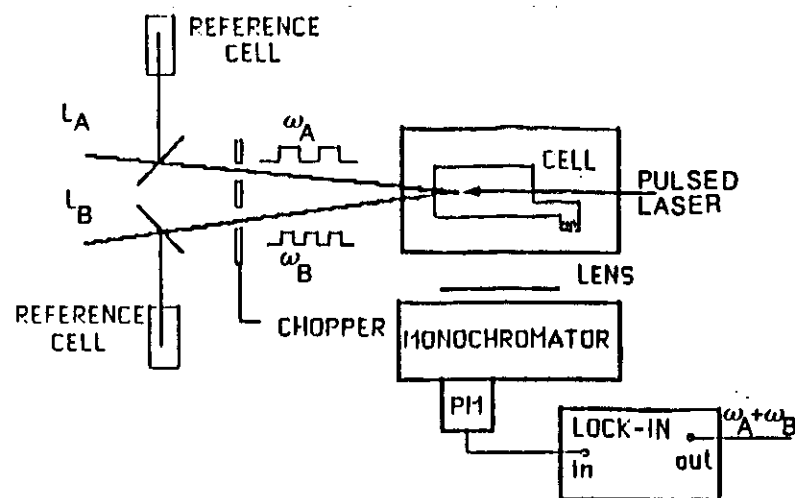 REFERENCE
CELL
L_A
ω_A
CELL
PULSED
LASER
L_B
ω_B
LENS
REFERENCE
CELL
CHOPPER
MONOCHROMATOR
PM
LOCK-IN
ω_A+ω_B
in
out